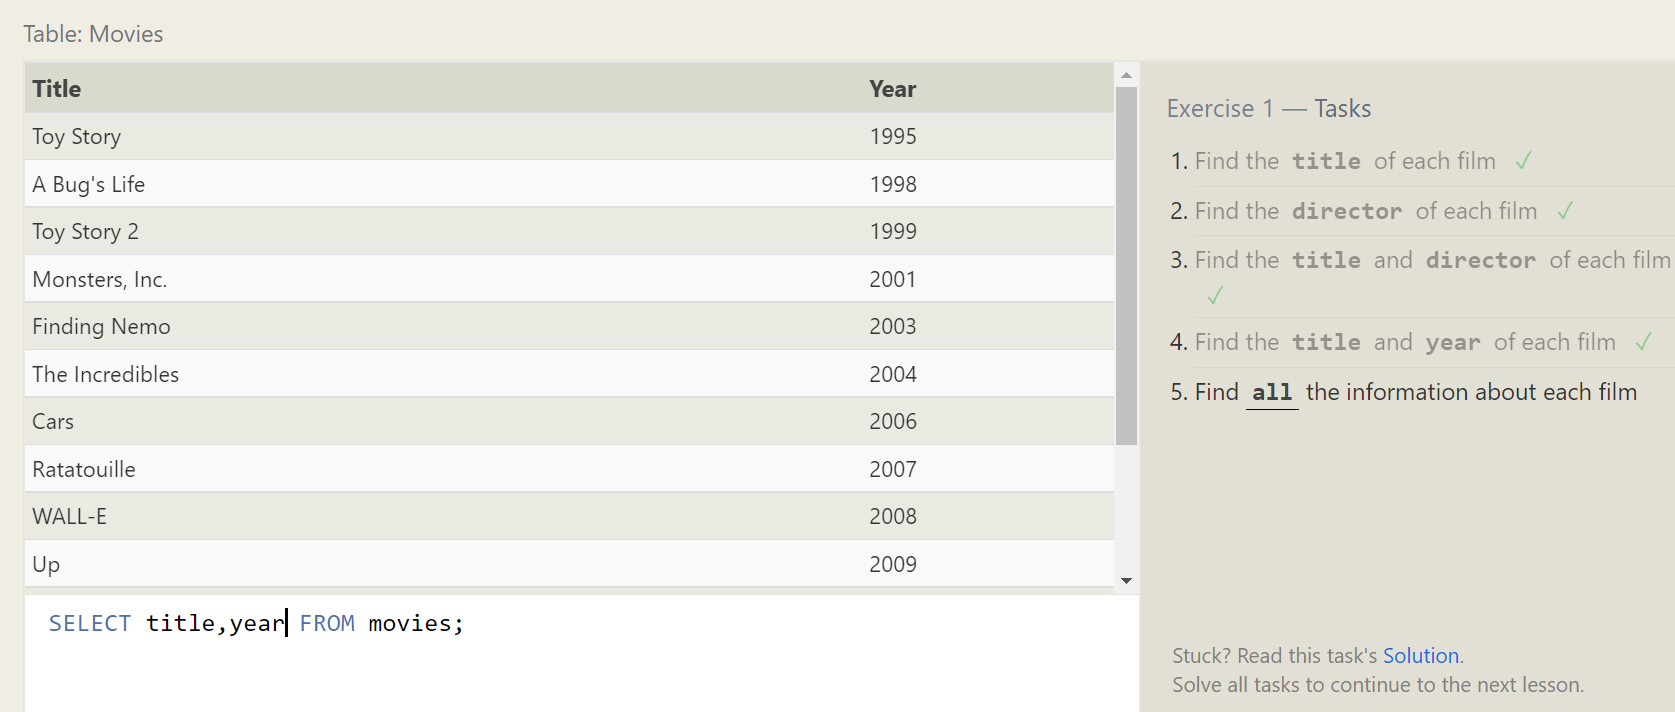 Table: Movies
Title Year
Toy Story 1995
A Bug's Life 1998
Toy Story 2 1999
Monsters, Inc. 2001
Finding Nemo 2003
The Incredibles 2004
Cars 2006
Ratatouille 2007
WALL-E 2008
Up 2009
SELECT title,year FROM movies;
Exercise 1 — Tasks
1. Find the title of each film ✓
2. Find the director of each film ✓
3. Find the title and director of each film
✓
4. Find the title and year of each film ✓
5. Find all the information about each film
Stuck? Read this task's Solution.
Solve all tasks to continue to the next lesson.